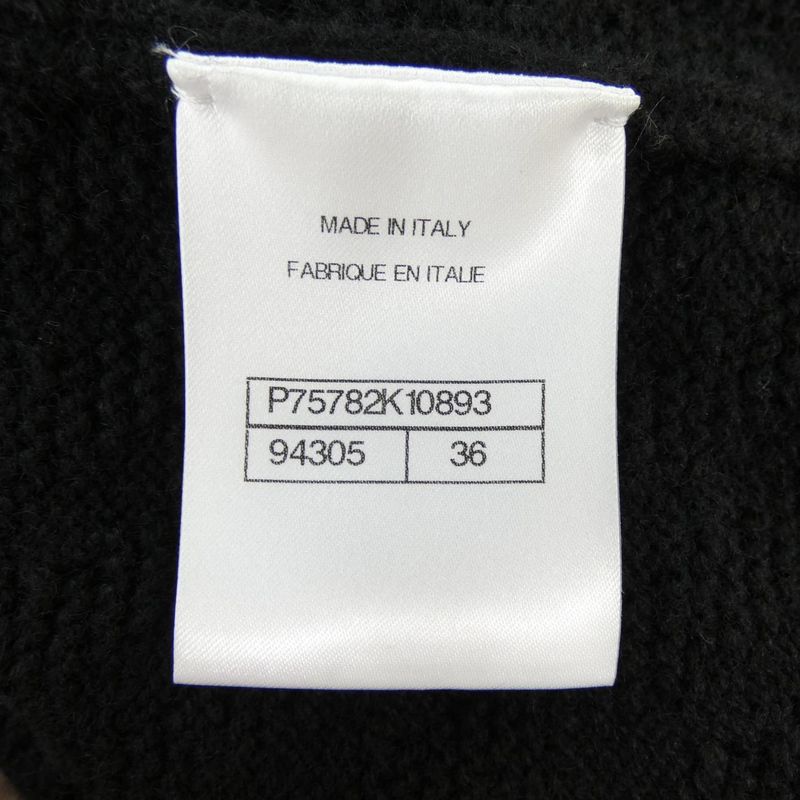 MADE IN ITALY
FABRIQUE EN ITALIE
P75782K10893
94305 36